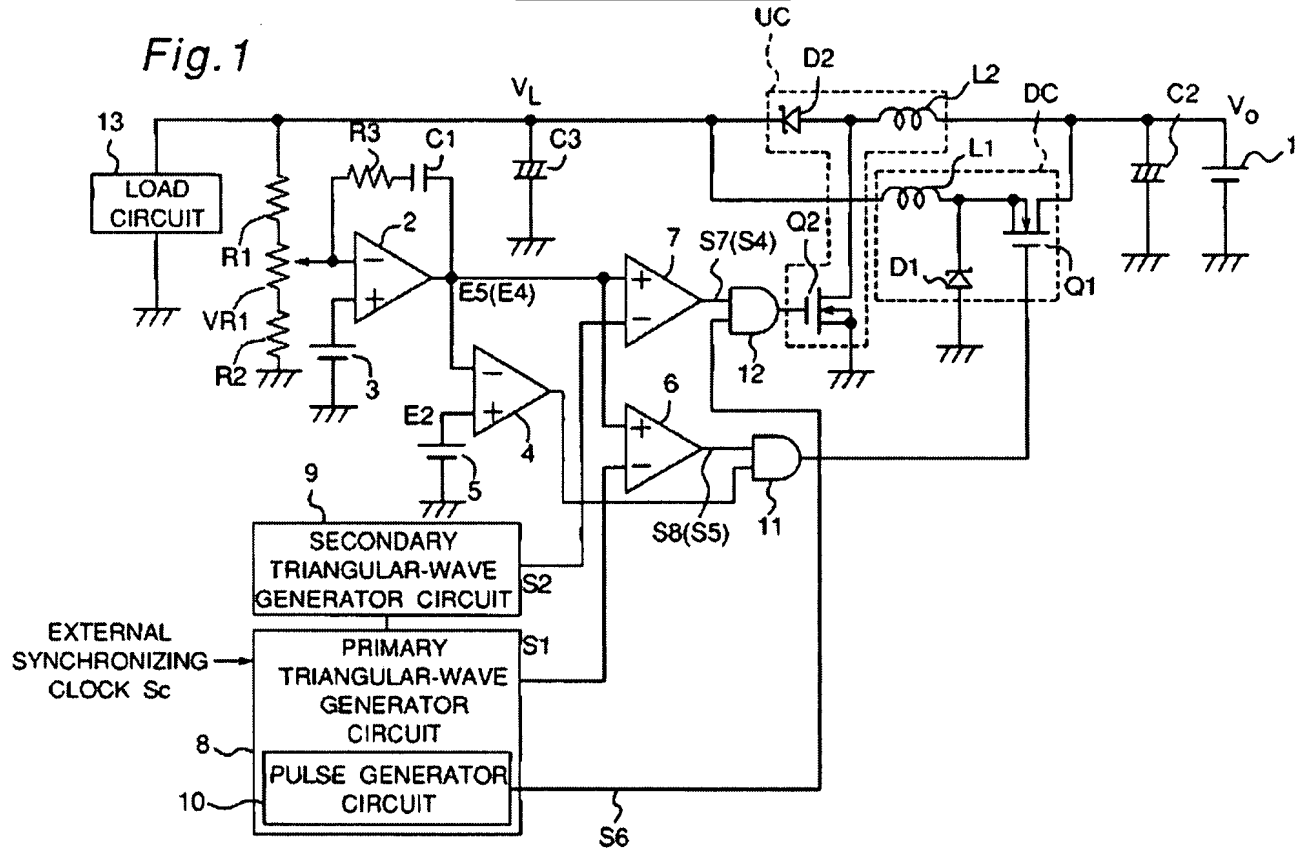 Fig.1
UC
D2
L2
DC
C2
Vo
1
VL
13
LOAD
CIRCUIT
R3
C1
C3
L1
2
R1
VR1
R2
−
+
3
E5(E4)
7
+
−
S7(S4)
Q2
12
D1
Q1
E2
−
+
4
5
6
+
−
S8(S5)
11
9
SECONDARY
TRIANGULAR-WAVE
GENERATOR CIRCUIT
S2
EXTERNAL
SYNCHRONIZING
CLOCK Sc
S1
PRIMARY
TRIANGULAR-WAVE
GENERATOR
CIRCUIT
8
PULSE GENERATOR
CIRCUIT
10
S6